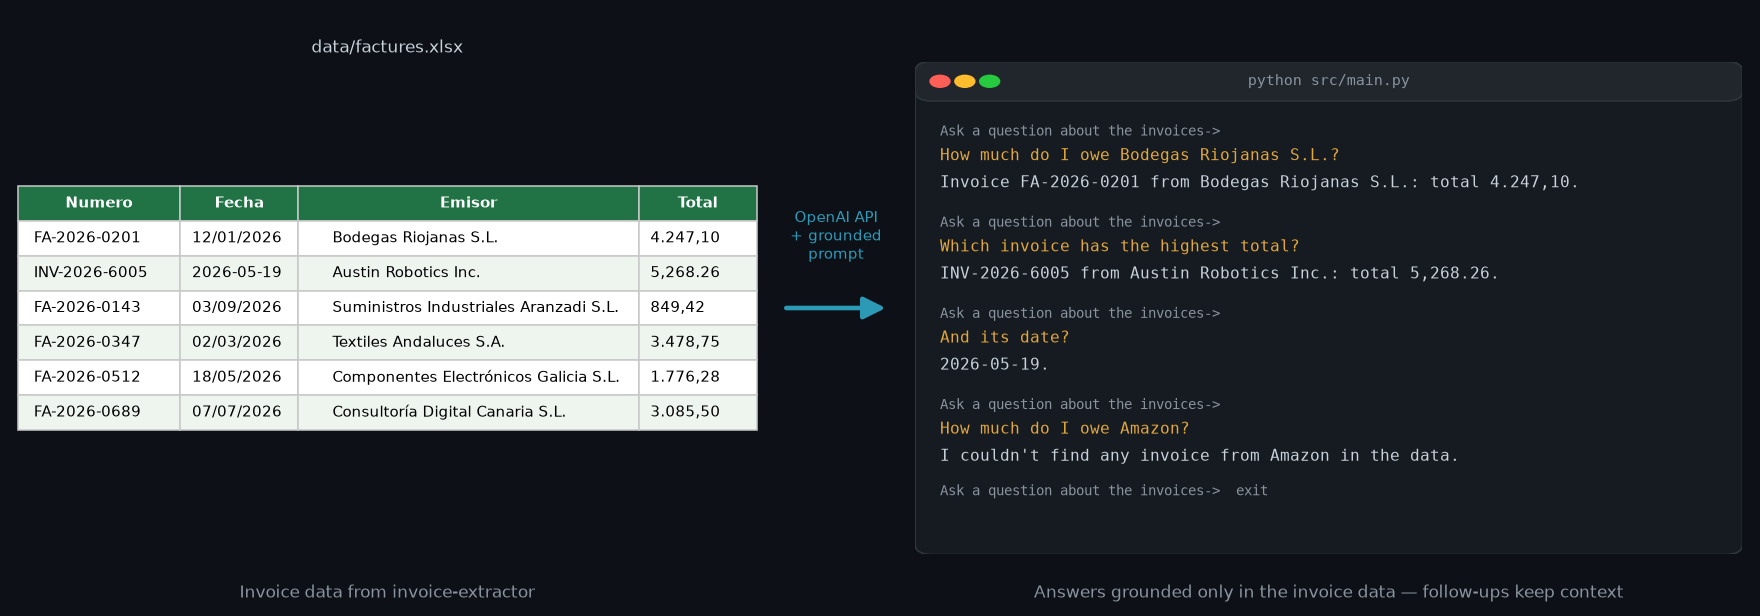 data/factures.xlsx
Numero Fecha Emisor Total
FA-2026-0201 12/01/2026 Bodegas Riojanas S.L. 4.247,10
INV-2026-6005 2026-05-19 Austin Robotics Inc. 5,268.26
FA-2026-0143 03/09/2026 Suministros Industriales Aranzadi S.L. 849,42
FA-2026-0347 02/03/2026 Textiles Andaluces S.A. 3.478,75
FA-2026-0512 18/05/2026 Componentes Electrónicos Galicia S.L. 1.776,28
FA-2026-0689 07/07/2026 Consultoría Digital Canaria S.L. 3.085,50
Invoice data from invoice-extractor
OpenAI API
+ grounded
prompt
python src/main.py
Ask a question about the invoices->
How much do I owe Bodegas Riojanas S.L.?
Invoice FA-2026-0201 from Bodegas Riojanas S.L.: total 4.247,10.
Ask a question about the invoices->
Which invoice has the highest total?
INV-2026-6005 from Austin Robotics Inc.: total 5,268.26.
Ask a question about the invoices->
And its date?
2026-05-19.
Ask a question about the invoices->
How much do I owe Amazon?
I couldn't find any invoice from Amazon in the data.
Ask a question about the invoices-> exit
Answers grounded only in the invoice data — follow-ups keep context